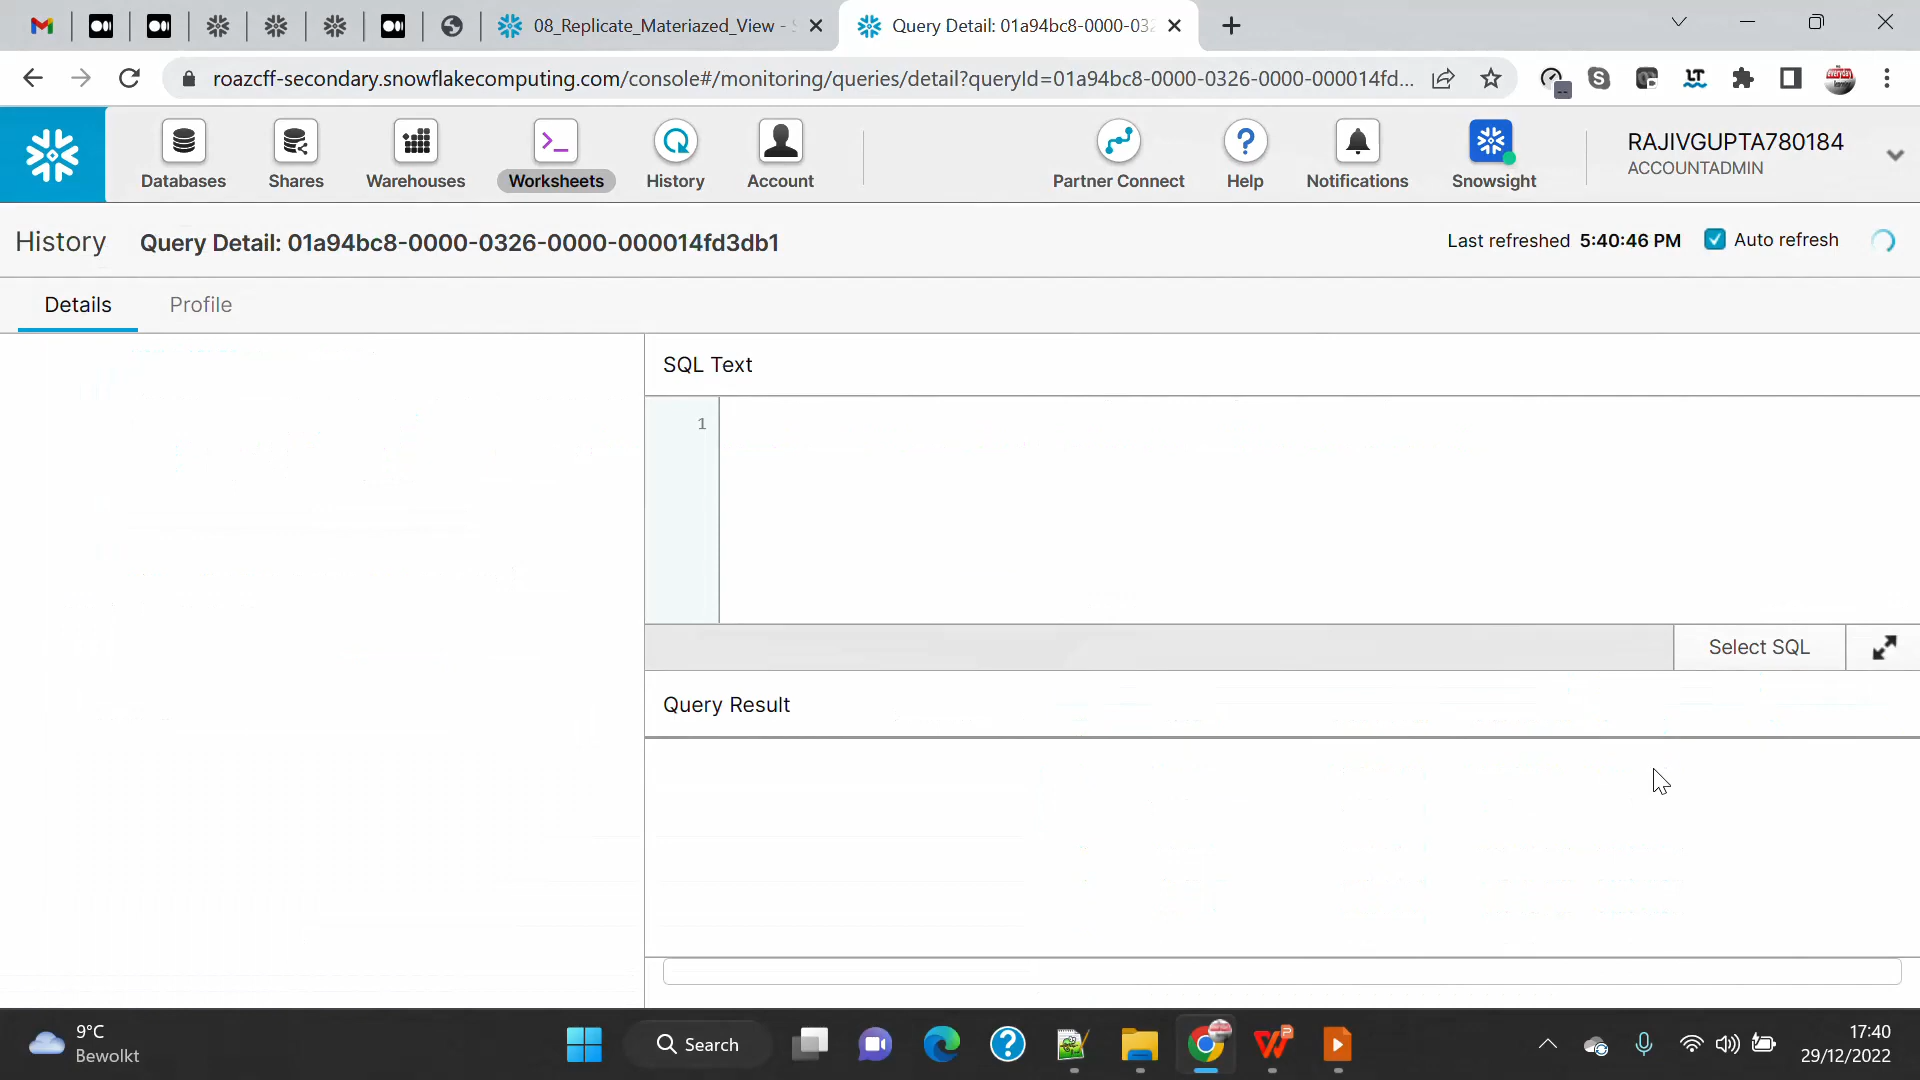 08_Replicate_Materiazed_View -
Query Detail: 01a94bc8-0000-03
roazcff-secondary.snowflakecomputing.com/console#/monitoring/queries/detail?queryId=01a94bc8-0000-0326-0000-000014fd...
Databases
Shares
Warehouses
Worksheets
History
Account
Partner Connect
Help
Notifications
Snowsight
RAJIVGUPTA780184
ACCOUNTADMIN
History
Query Detail: 01a94bc8-0000-0326-0000-000014fd3db1
Last refreshed 5:40:46 PM
Auto refresh
Details
Profile
SQL Text
1
Select SQL
Query Result
9°C
Bewolkt
Search
17:40
29/12/2022